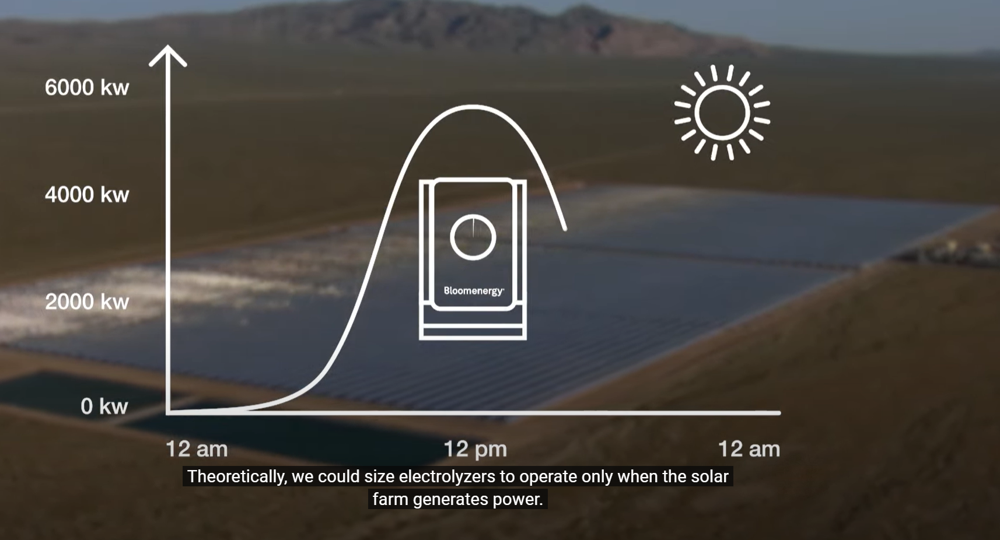 6000 kw
4000 kw
2000 kw
0 kw
Bloomenergy
12 am
12 pm
12 am
Theoretically, we could size electrolyzers to operate only when the solar
farm generates power.